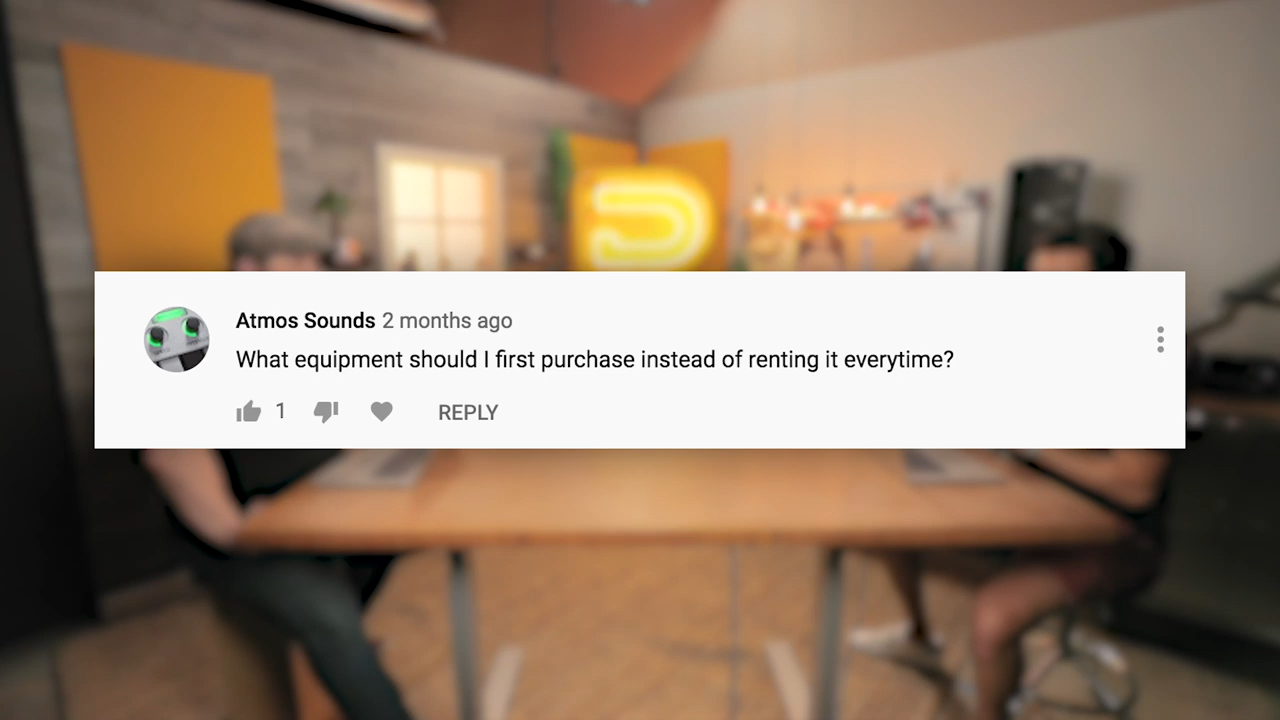 Atmos Sounds 2 months ago
What equipment should I first purchase instead of renting it everytime?
1 REPLY